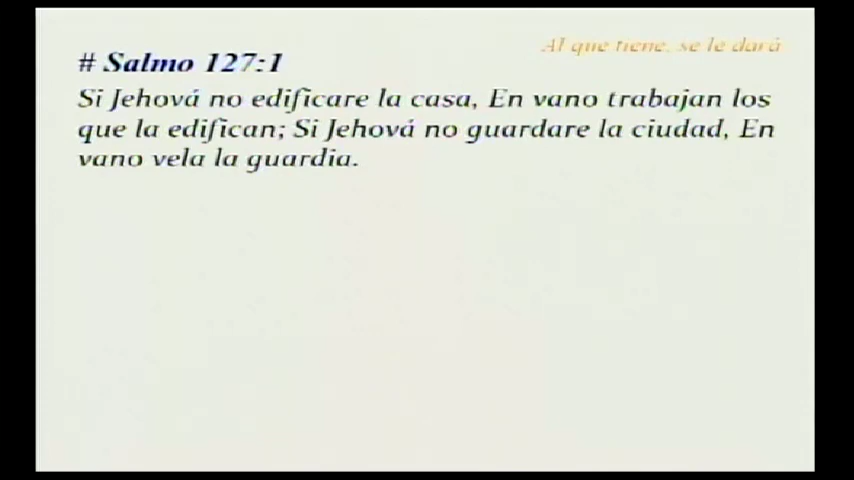 Al que tiene, se le dará
# Salmo 127:1
Si Jehová no edificare la casa, En vano trabajan los
que la edifican; Si Jehová no guardare la ciudad, En
vano vela la guardia.